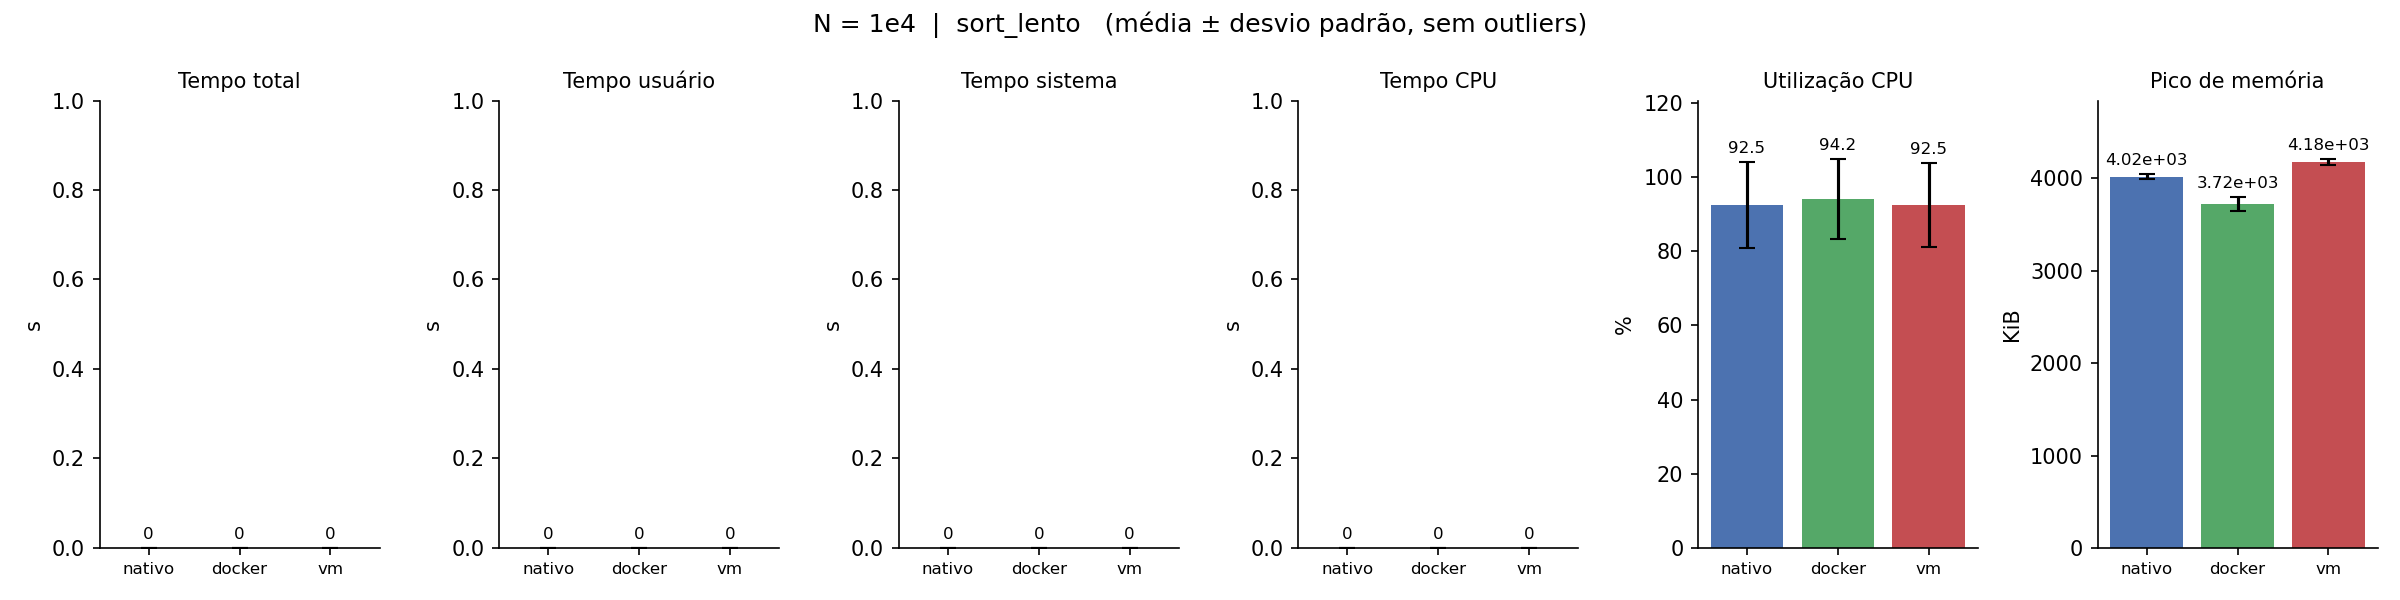 N = 1e4 | sort_lento (média ± desvio padrão, sem outliers)
Tempo total
1.0
0.8
0.6
0.4
0.2
0.0
s
0 0 0
nativo docker vm
Tempo usuário
1.0
0.8
0.6
0.4
0.2
0.0
s
0 0 0
nativo docker vm
Tempo sistema
1.0
0.8
0.6
0.4
0.2
0.0
s
0 0 0
nativo docker vm
Tempo CPU
1.0
0.8
0.6
0.4
0.2
0.0
s
0 0 0
nativo docker vm
Utilização CPU
120
100
80
60
40
20
0
%
92.5 94.2 92.5
nativo docker vm
Pico de memória
4000
3000
2000
1000
0
KiB
4.02e+03 3.72e+03 4.18e+03
nativo docker vm